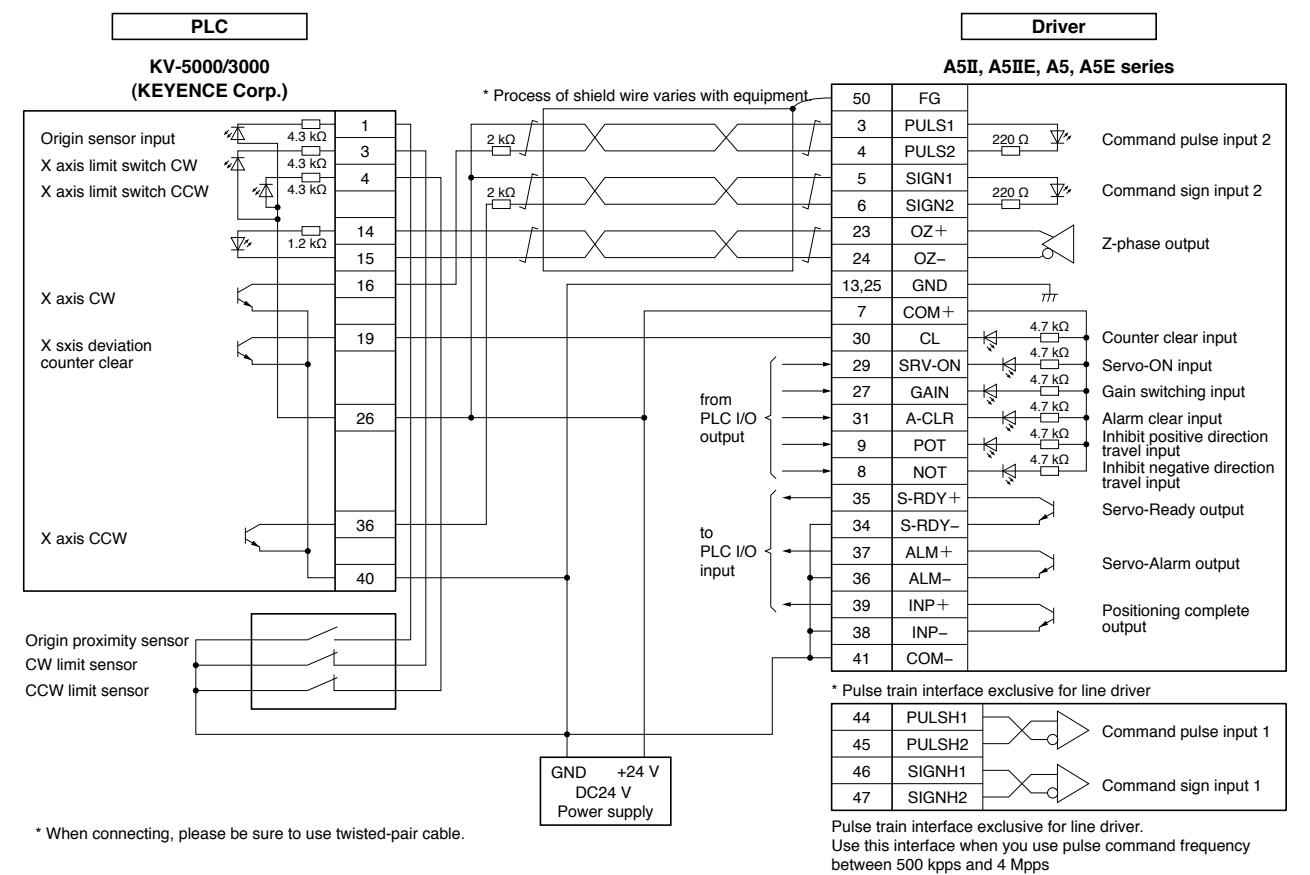 PLC
Driver
KV-5000/3000
(KEYENCE Corp.)
A5II, A5IIE, A5, A5E series
* Process of shield wire varies with equipment.
Origin sensor input
4.3 kΩ
1
X axis limit switch CW
4.3 kΩ
3
X axis limit switch CCW
4.3 kΩ
4
1.2 kΩ
14
15
X axis CW
16
X sxis deviation
counter clear
19
26
X axis CCW
36
40
2 kΩ
2 kΩ
50 FG
3 PULS1
4 PULS2
220 Ω
Command pulse input 2
5 SIGN1
6 SIGN2
220 Ω
Command sign input 2
23 OZ+
24 OZ−
Z-phase output
13,25 GND
7 COM+
30 CL
4.7 kΩ
Counter clear input
29 SRV-ON
4.7 kΩ
Servo-ON input
27 GAIN
4.7 kΩ
Gain switching input
31 A-CLR
4.7 kΩ
Alarm clear input
9 POT
4.7 kΩ
Inhibit positive direction
travel input
8 NOT
4.7 kΩ
Inhibit negative direction
travel input
from
PLC I/O
output
35 S-RDY+
34 S-RDY−
Servo-Ready output
37 ALM+
36 ALM−
Servo-Alarm output
39 INP+
38 INP−
Positioning complete
output
41 COM−
to
PLC I/O
input
Origin proximity sensor
CW limit sensor
CCW limit sensor
GND +24 V
DC24 V
Power supply
* Pulse train interface exclusive for line driver
44 PULSH1
45 PULSH2
Command pulse input 1
46 SIGNH1
47 SIGNH2
Command sign input 1
* When connecting, please be sure to use twisted-pair cable.
Pulse train interface exclusive for line driver.
Use this interface when you use pulse command frequency
between 500 kpps and 4 Mpps